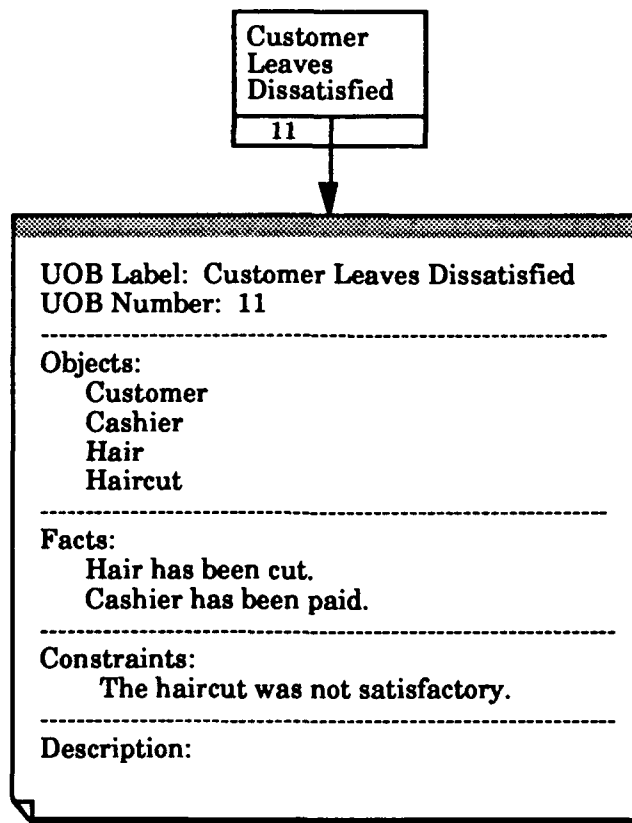 Customer
Leaves
Dissatisfied
11
UOB Label: Customer Leaves Dissatisfied
UOB Number: 11
Objects:
Customer
Cashier
Hair
Haircut
Facts:
Hair has been cut.
Cashier has been paid.
Constraints:
The haircut was not satisfactory.
Description: